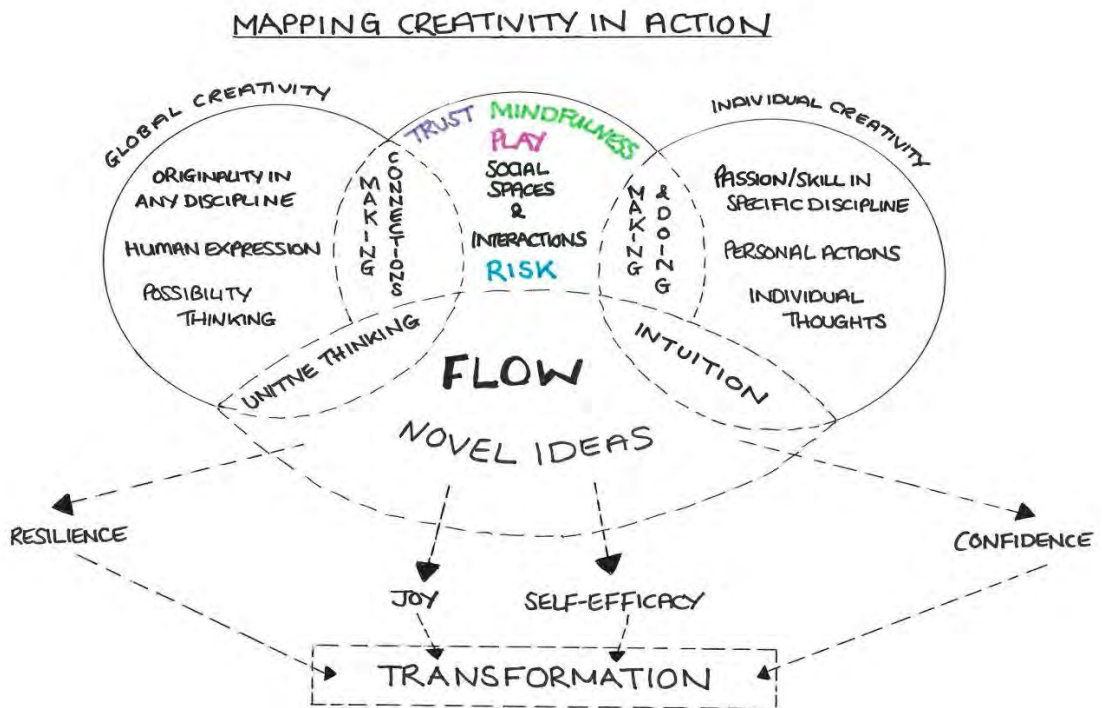 MAPPING CREATIVITY IN ACTION
GLOBAL CREATIVITY
ORIGINALITY IN
ANY DISCIPLINE
HUMAN EXPRESSION
POSSIBILITY
THINKING
MAKING
CONNECTIONS
TRUST MINDFULNESS
PLAY
SOCIAL
SPACES
&
INTERACTIONS
RISK
MAKING
& DOING
INDIVIDUAL CREATIVITY
PASSION/SKILL IN
SPECIFIC DISCIPLINE
PERSONAL ACTIONS
INDIVIDUAL
THOUGHTS
UNITIVE THINKING
FLOW
INTUITION
NOVEL IDEAS
RESILIENCE
JOY
SELF-EFFICACY
CONFIDENCE
TRANSFORMATION